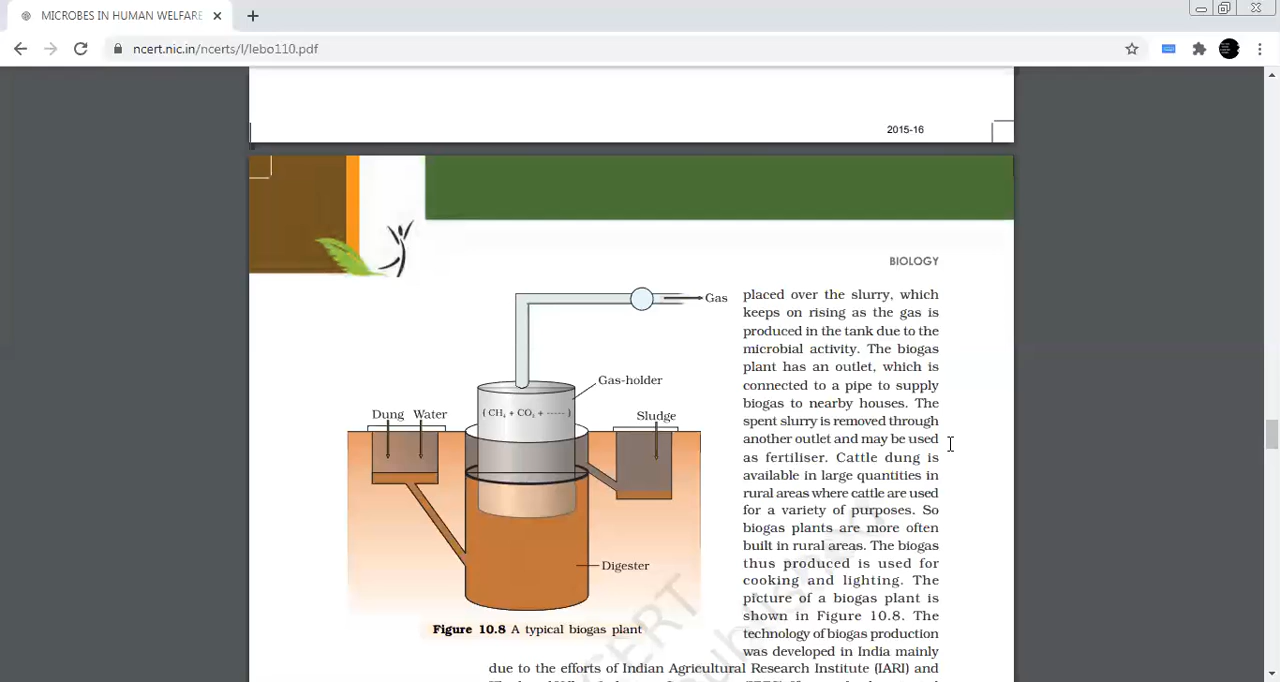 MICROBES IN HUMAN WELFARE
ncert.nic.in/ncerts/l/lebo110.pdf
2015-16
BIOLOGY
Gas
Gas-holder
( CH4 + CO2 + ----- )
Dung Water
Sludge
Digester
Figure 10.8 A typical biogas plant
placed over the slurry, which
keeps on rising as the gas is
produced in the tank due to the
microbial activity. The biogas
plant has an outlet, which is
connected to a pipe to supply
biogas to nearby houses. The
spent slurry is removed through
another outlet and may be used
as fertiliser. Cattle dung is
available in large quantities in
rural areas where cattle are used
for a variety of purposes. So
biogas plants are more often
built in rural areas. The biogas
thus produced is used for
cooking and lighting. The
picture of a biogas plant is
shown in Figure 10.8. The
technology of biogas production
was developed in India mainly
due to the efforts of Indian Agricultural Research Institute (IARI) and